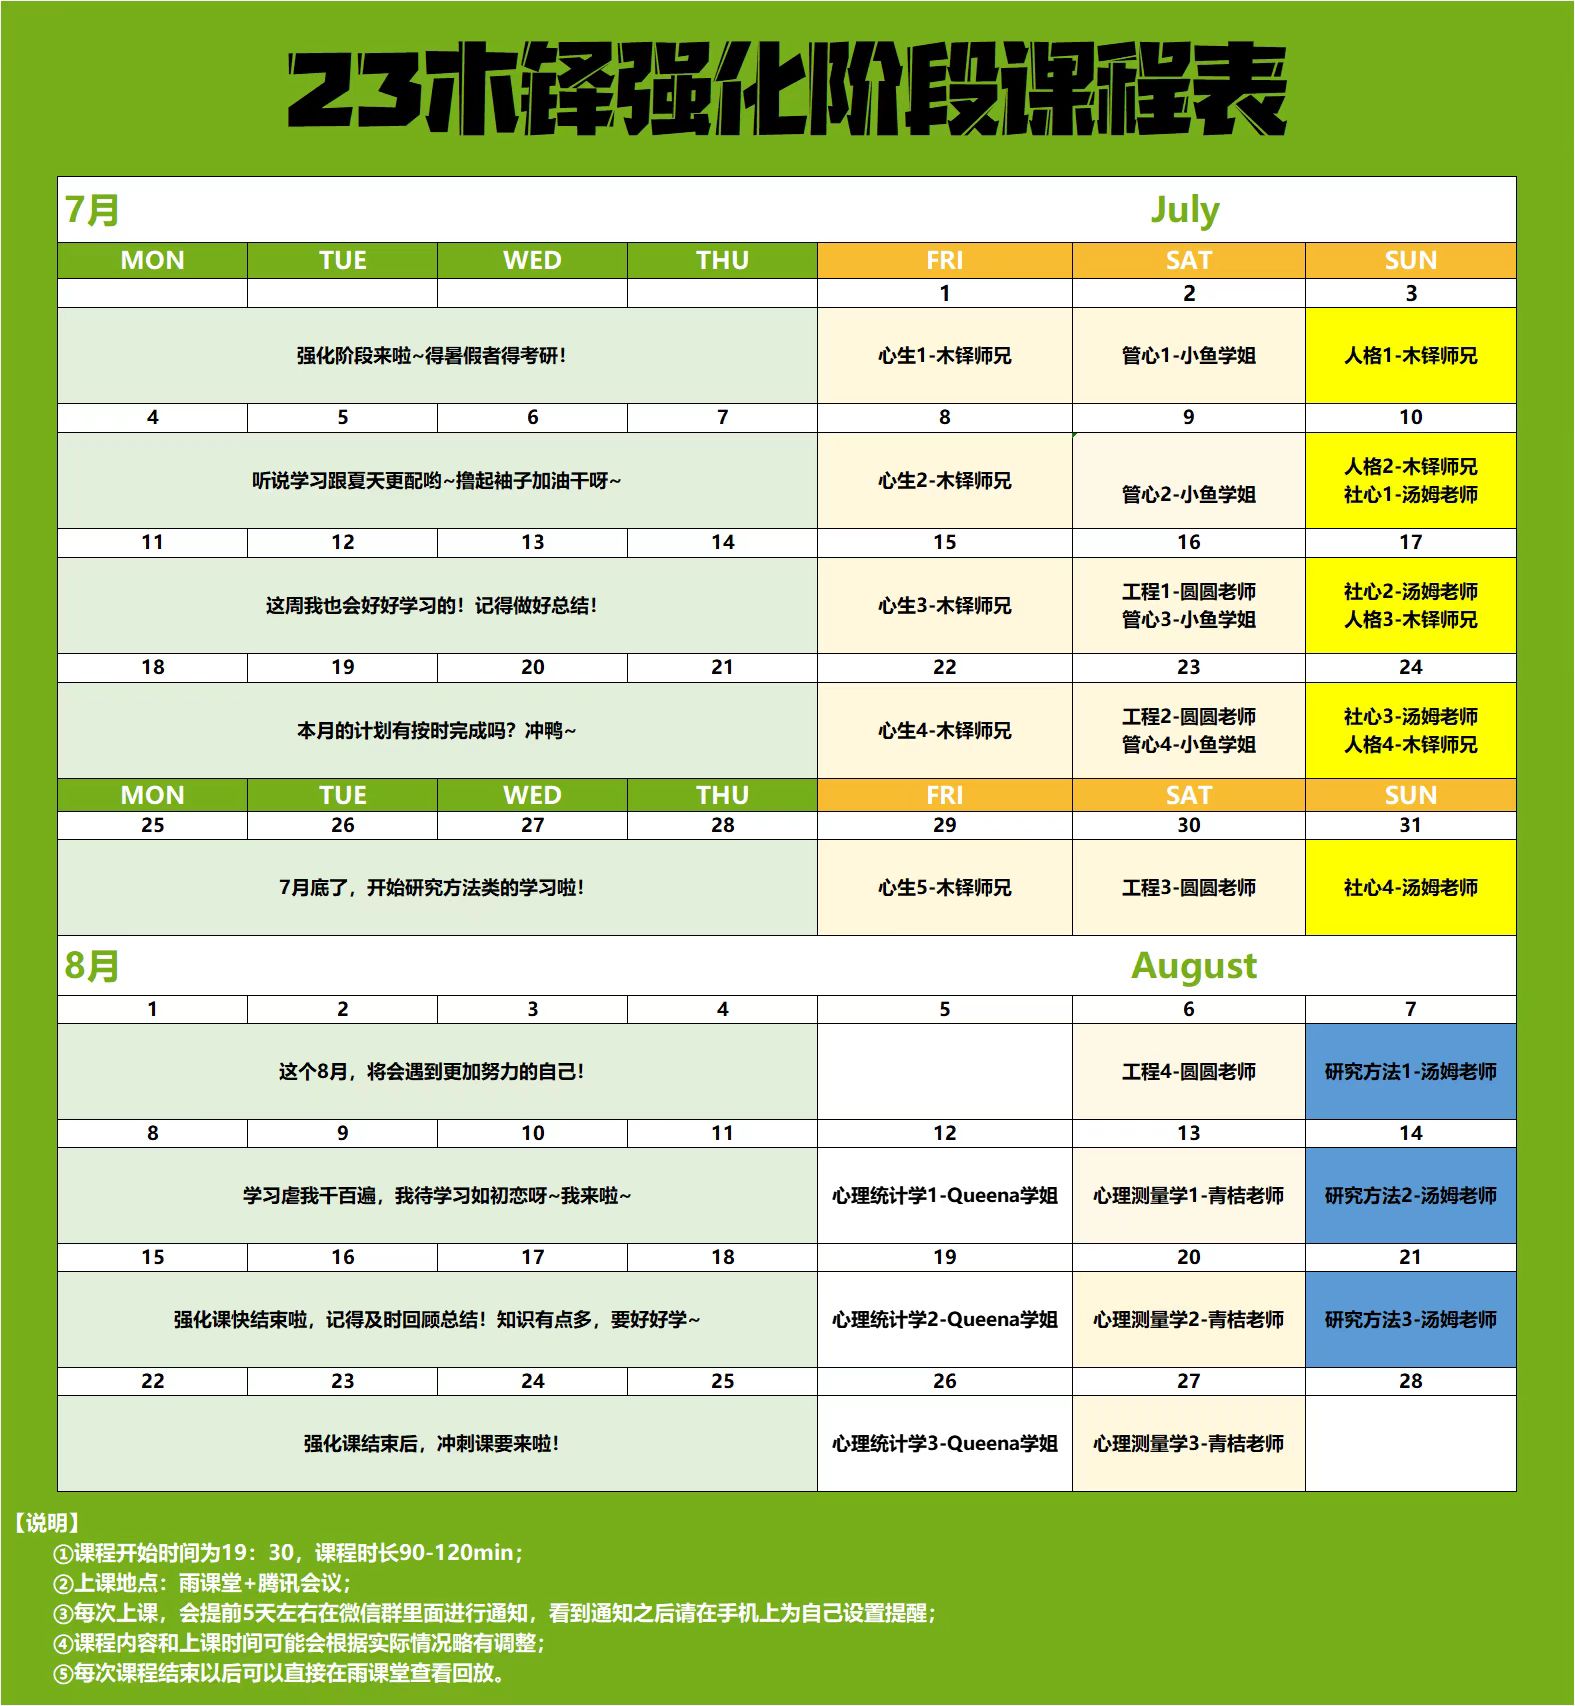 23木铎强化阶段课程表
7月 July
MON TUE WED THU FRI SAT SUN
1 2 3
强化阶段来啦~得暑假者得考研！ 心生1-木铎师兄 管心1-小鱼学姐 人格1-木铎师兄
4 5 6 7 8 9 10
听说学习跟夏天更配哟~撸起袖子加油干呀~ 心生2-木铎师兄 管心2-小鱼学姐 人格2-木铎师兄
社心1-汤姆老师
11 12 13 14 15 16 17
这周我也会好好学习的！记得做好总结！ 心生3-木铎师兄 工程1-圆圆老师 社心2-汤姆老师
管心3-小鱼学姐 人格3-木铎师兄
18 19 20 21 22 23 24
本月的计划有按时完成吗？冲鸭~ 心生4-木铎师兄 工程2-圆圆老师 社心3-汤姆老师
管心4-小鱼学姐 人格4-木铎师兄
MON TUE WED THU FRI SAT SUN
25 26 27 28 29 30 31
7月底了，开始研究方法类的学习啦！ 心生5-木铎师兄 工程3-圆圆老师 社心4-汤姆老师
8月 August
1 2 3 4 5 6 7
这个8月，将会遇到更加努力的自己！ 工程4-圆圆老师 研究方法1-汤姆老师
8 9 10 11 12 13 14
学习虐我千百遍，我待学习如初恋呀~我来啦~ 心理统计学1-Queena学姐 心理测量学1-青桔老师 研究方法2-汤姆老师
15 16 17 18 19 20 21
强化课快结束啦，记得及时回顾总结！知识有点多，要好好学~ 心理统计学2-Queena学姐 心理测量学2-青桔老师 研究方法3-汤姆老师
22 23 24 25 26 27 28
强化课结束后，冲刺课要来啦！ 心理统计学3-Queena学姐 心理测量学3-青桔老师
【说明】
①课程开始时间为19：30，课程时长90-120min；
②上课地点：雨课堂+腾讯会议；
③每次上课，会提前5天左右在微信群里面进行通知，看到通知之后请在手机上为自己设置提醒；
④课程内容和上课时间可能会根据实际情况略有调整；
⑤每次课程结束以后可以直接在雨课堂查看回放。